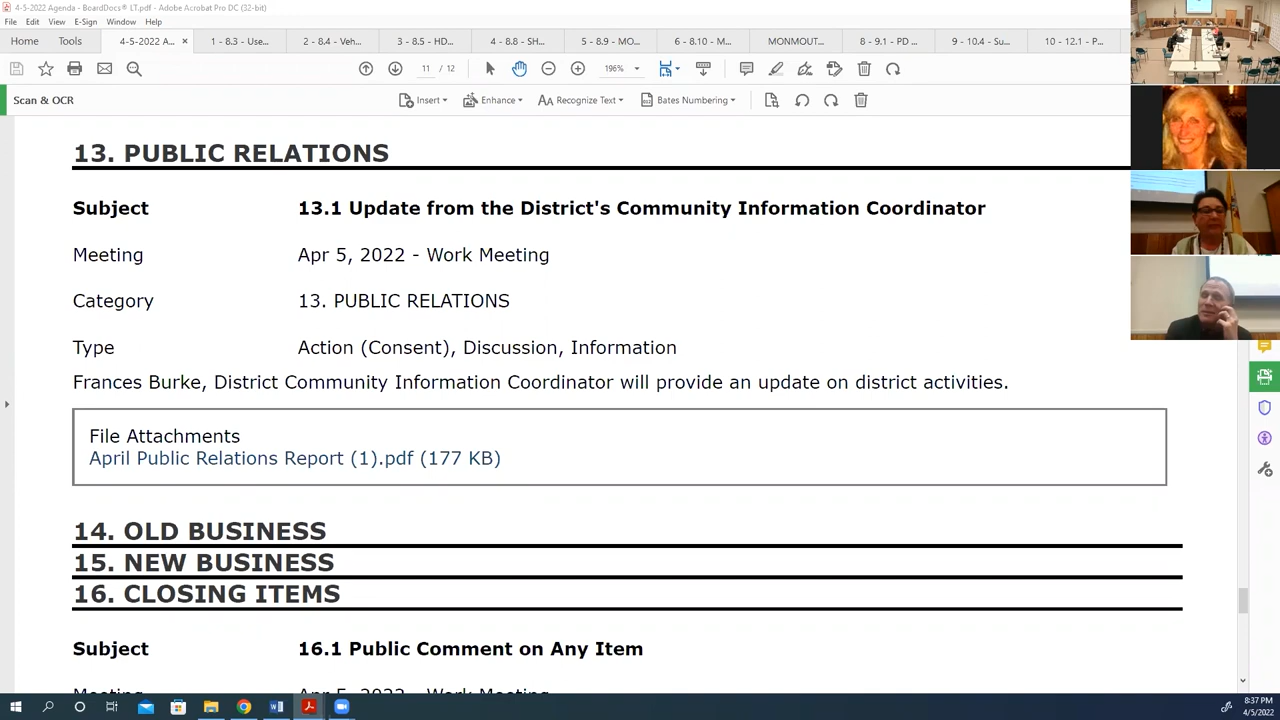 4-5-2022 Agenda - BoardDocs® LT.pdf - Adobe Acrobat Pro DC (32-bit)
File Edit View E-Sign Window Help
Home Tools 4-5-2022 A... × 1 - 8.3 - Use... 2 - 8.4 - Veh... 3 - 8.5 - HD... 4 - 8.8 - SH... 5 - 8.9 - MO... 6 - 8.10 - M... MONMOUT... 8 - 9.1 - PD ... 10.4 - Su... 10 - 12.1 - P...
11 / 12 196%
Scan & OCR Insert Enhance Recognize Text Bates Numbering
13. PUBLIC RELATIONS
Subject 13.1 Update from the District's Community Information Coordinator
Meeting Apr 5, 2022 - Work Meeting
Category 13. PUBLIC RELATIONS
Type Action (Consent), Discussion, Information
Frances Burke, District Community Information Coordinator will provide an update on district activities.
File Attachments
April Public Relations Report (1).pdf (177 KB)
14. OLD BUSINESS
15. NEW BUSINESS
16. CLOSING ITEMS
Subject 16.1 Public Comment on Any Item
Meeting Apr 5, 2022 - Work Meeting
8:37 PM
4/5/2022